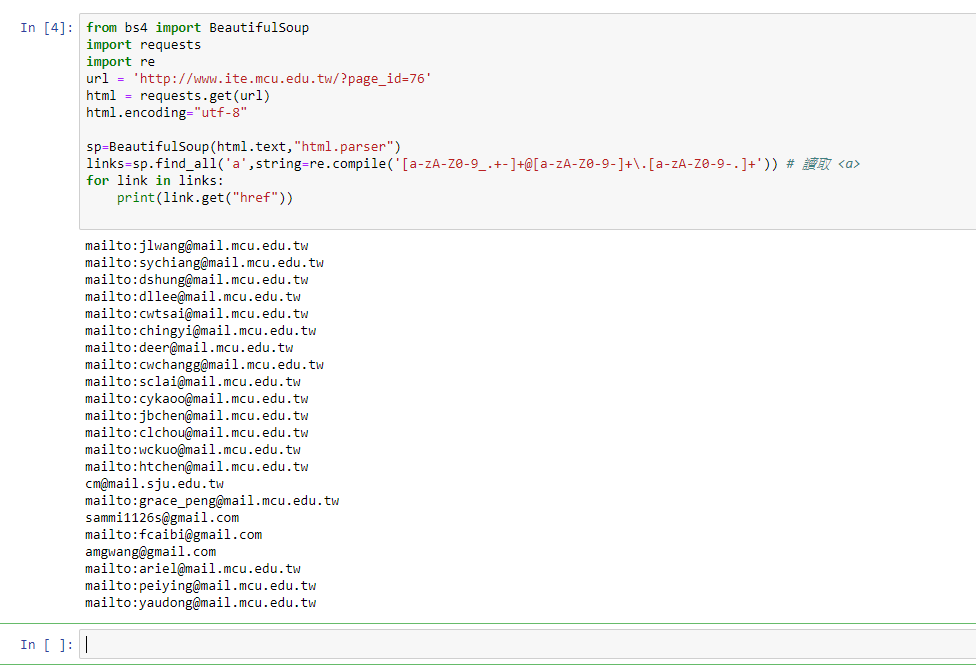 In [4]:
from bs4 import BeautifulSoup
import requests
import re
url = 'http://www.ite.mcu.edu.tw/?page_id=76'
html = requests.get(url)
html.encoding="utf-8"
sp=BeautifulSoup(html.text,"html.parser")
links=sp.find_all('a',string=re.compile('[a-zA-Z0-9_.+-]+@[a-zA-Z0-9-]+\.[a-zA-Z0-9-.]+')) # 讀取 <a>
for link in links:
    print(link.get("href"))
mailto:jlwang@mail.mcu.edu.tw
mailto:sychiang@mail.mcu.edu.tw
mailto:dshung@mail.mcu.edu.tw
mailto:dllee@mail.mcu.edu.tw
mailto:cwtsai@mail.mcu.edu.tw
mailto:chingyi@mail.mcu.edu.tw
mailto:deer@mail.mcu.edu.tw
mailto:cwchangg@mail.mcu.edu.tw
mailto:sclai@mail.mcu.edu.tw
mailto:cykaoo@mail.mcu.edu.tw
mailto:jbchen@mail.mcu.edu.tw
mailto:clchou@mail.mcu.edu.tw
mailto:wckuo@mail.mcu.edu.tw
mailto:htchen@mail.mcu.edu.tw
cm@mail.sju.edu.tw
mailto:grace_peng@mail.mcu.edu.tw
sammi1126s@gmail.com
mailto:fcaibi@gmail.com
amgwang@gmail.com
mailto:ariel@mail.mcu.edu.tw
mailto:peiying@mail.mcu.edu.tw
mailto:yaudong@mail.mcu.edu.tw
In [ ]: